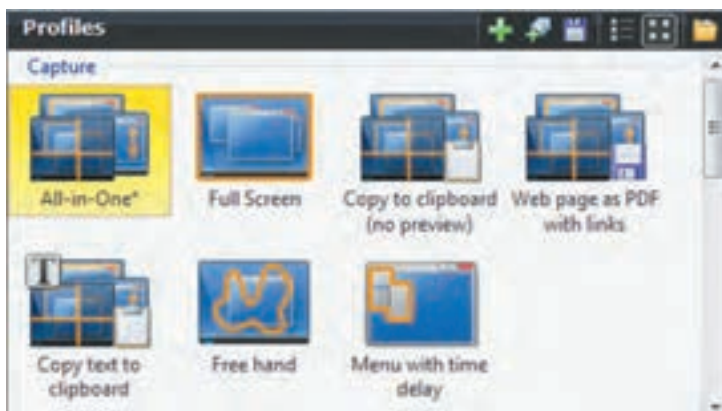 Profiles
Capture
All-in-One*
Full Screen
Copy to clipboard
(no preview)
Web page as PDF
with links
T
Copy text to
clipboard
Free hand
Menu with time
delay